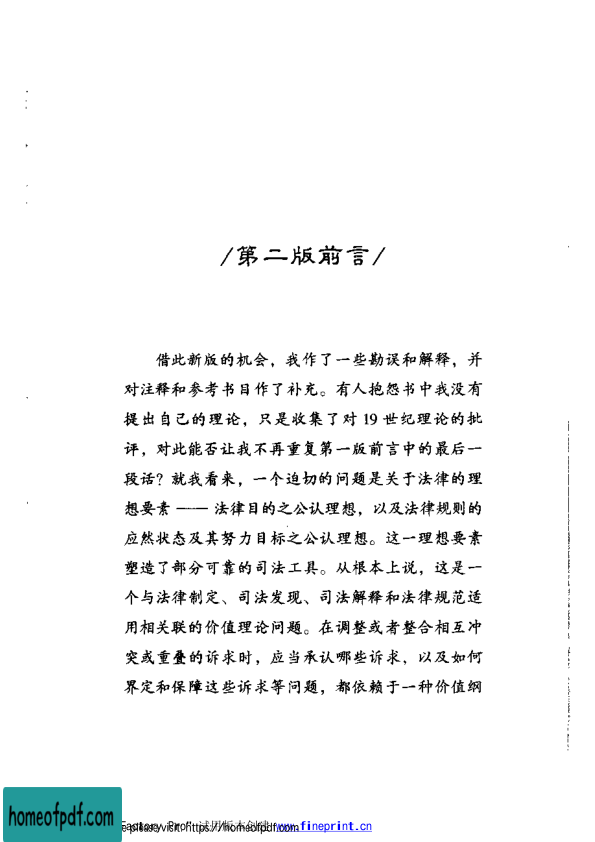 /第二版前言/
借此新版的机会，我作了一些勘误和解释，并
对注释和参考书目作了补充。有人抱怨书中我没有
提出自己的理论，只是收集了对 19 世纪理论的批
评，对此能否让我不再重复第一版前言中的最后一
段话？就我看来，一个迫切的问题是关于法律的理
想要素——法律目的之公认理想，以及法律规则的
应然状态及其努力目标之公认理想。这一理想要素
塑造了部分可靠的司法工具。从根本上说，这是一
个与法律制定、司法发现、司法解释和法律规范适
用相关联的价值理论问题。在调整或者整合相互冲
突或重叠的诉求时，应当承认哪些诉求，以及如何
界定和保障这些诉求等问题，都依赖于一种价值纲
homeofpdf.com
Factory Pro" 试用版本创建 www.fineprint.cn
please visit: https://homeofpdf.com